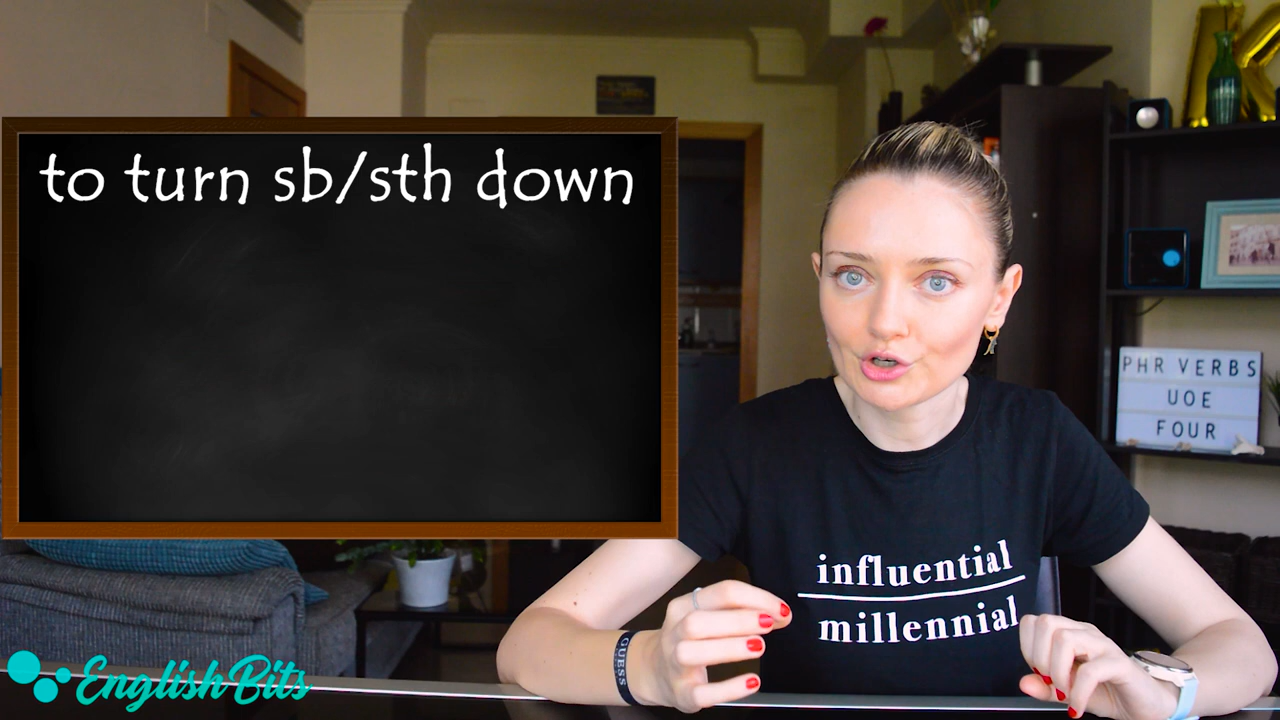 to turn sb/sth down
PHR VERBS
UOE
FOUR
influential
millennial
GUESS
EnglishBits
K